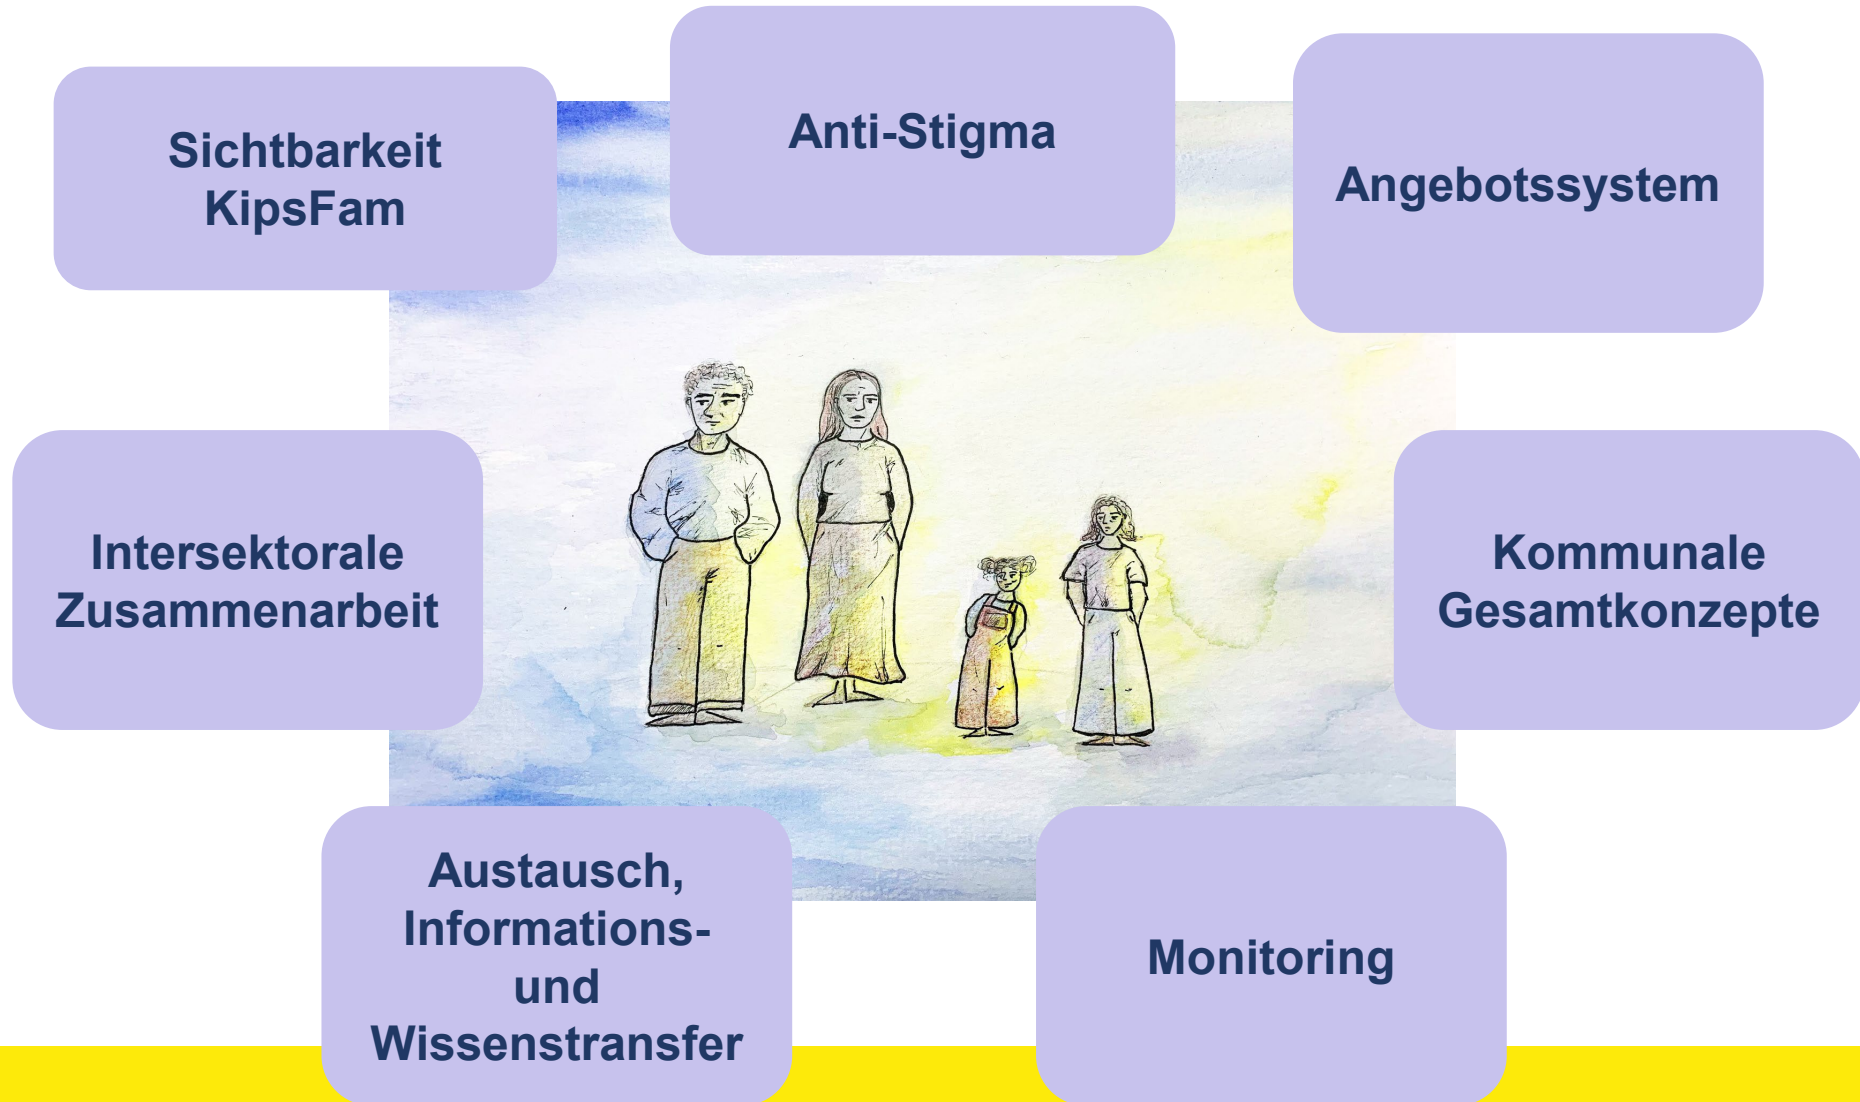 Sichtbarkeit
KipsFam
Anti-Stigma
Angebotssystem
Intersektorale
Zusammenarbeit
Kommunale
Gesamtkonzepte
Austausch,
Informations-
und
Wissenstransfer
Monitoring